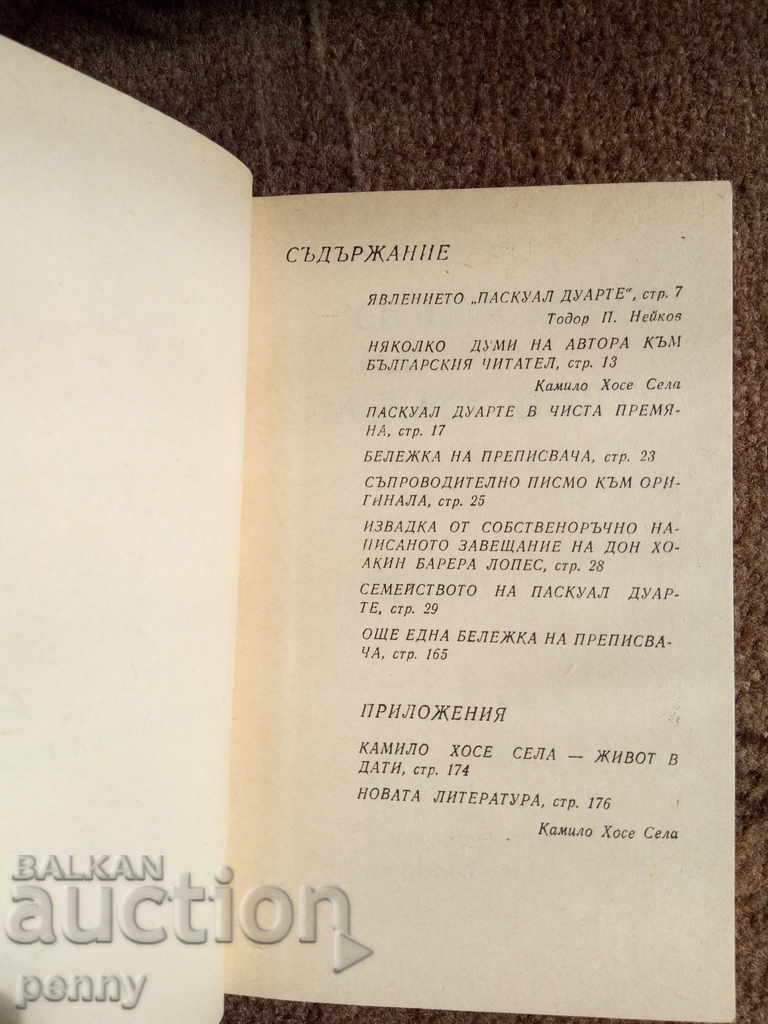 СЪДЪРЖАНИЕ
ЯВЛЕНИЕТО „ПАСКУАЛ ДУАРТЕ", стр. 7
Тодор П. Нейков
НЯКОЛКО ДУМИ НА АВТОРА КЪМ
БЪЛГАРСКИЯ ЧИТАТЕЛ, стр. 13
Камило Хосе Села
ПАСКУАЛ ДУАРТЕ В ЧИСТА ПРЕМЯ-
НА, стр. 17
БЕЛЕЖКА НА ПРЕПИСВАЧА, стр. 23
СЪПРОВОДИТЕЛНО ПИСМО КЪМ ОРИ-
ГИНАЛА, стр. 25
ИЗВАДКА ОТ СОБСТВЕНОРЪЧНО НА-
ПИСАНОТО ЗАВЕЩАНИЕ НА ДОН ХО-
АКИН БАРЕРА ЛОПЕС, стр. 28
СЕМЕЙСТВОТО НА ПАСКУАЛ ДУАР-
ТЕ, стр. 29
ОЩЕ ЕДНА БЕЛЕЖКА НА ПРЕПИСВА-
ЧА, стр. 165
ПРИЛОЖЕНИЯ
КАМИЛО ХОСЕ СЕЛА — ЖИВОТ В
ДАТИ, стр. 174
НОВАТА ЛИТЕРАТУРА, стр. 176
Камило Хосе Села
BALKAN
auction
penny